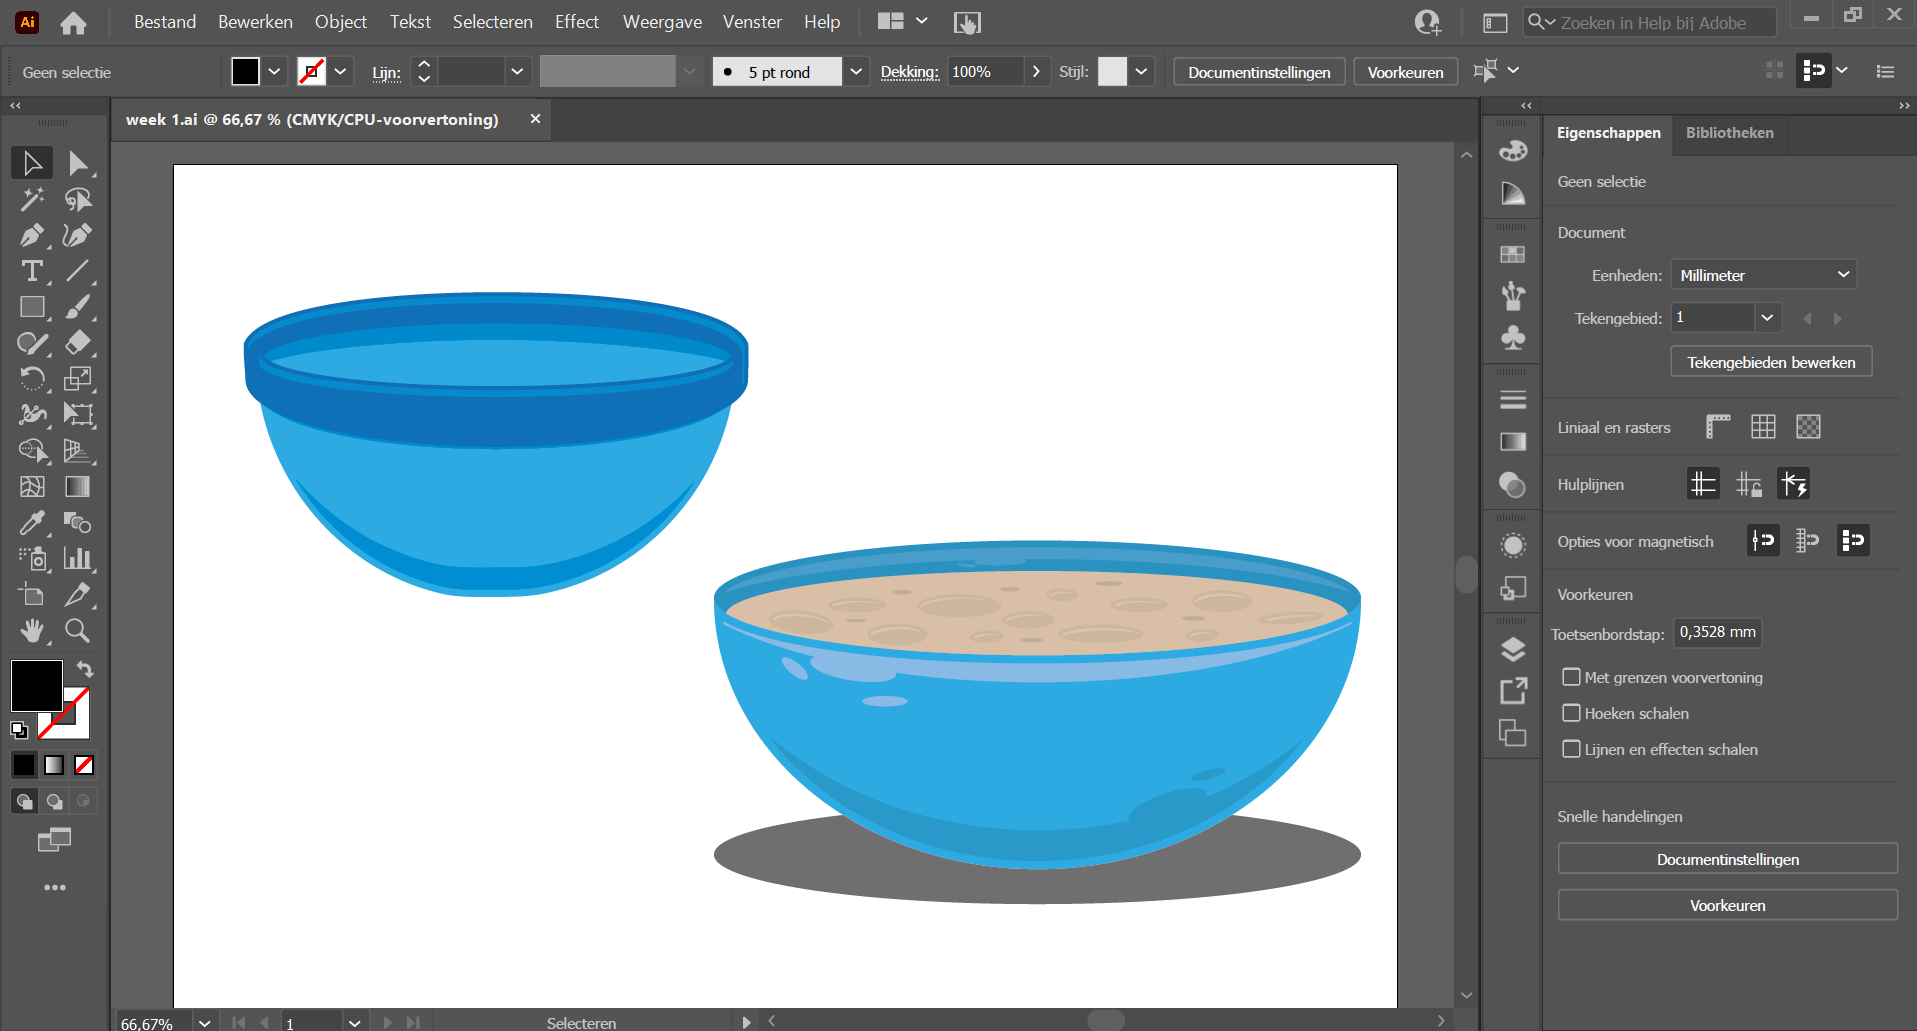 Ai
Bestand Bewerken Object Tekst Selecteren Effect Weergave Venster Help
Zoeken in Help bij Adobe
Geen selectie
Lijn:
5 pt rond
Dekking: 100%
Stijl:
Documentinstellingen
Voorkeuren
week 1.ai @ 66,67 % (CMYK/CPU-voorvertoning)
Eigenschappen
Bibliotheken
Geen selectie
Document
Eenheden: Millimeter
Tekengebied: 1
Tekengebieden bewerken
Liniaal en rasters
Hulplijnen
Opties voor magnetisch
Voorkeuren
Toetsenbordstap: 0,3528 mm
Met grenzen voorvertoning
Hoeken schalen
Lijnen en effecten schalen
Snelle handelingen
Documentinstellingen
Voorkeuren
66,67%
1
Selecteren